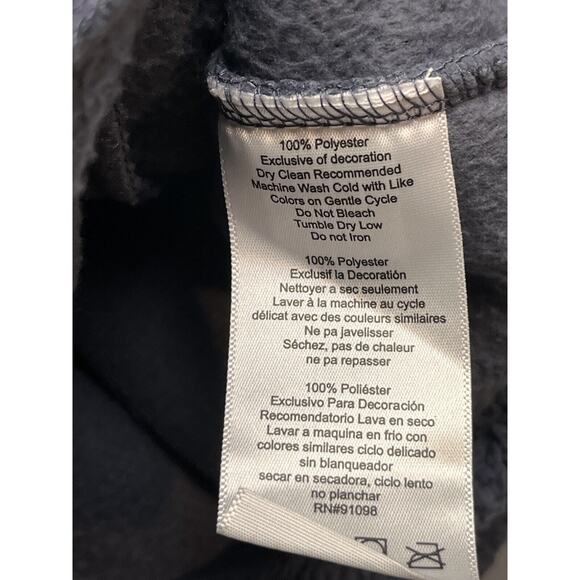 100% Polyester
Exclusive of decoration
Dry Clean Recommended
Machine Wash Cold with Like
Colors on Gentle Cycle
Do Not Bleach
Tumble Dry Low
Do not Iron
100% Polyester
Exclusif la Decoration
Nettoyer a sec seulement
Laver à la machine au cycle
délicat avec des couleurs similaires
Ne pa javelisser
Séchez, pas de chaleur
ne pa repasser
100% Poliéster
Exclusivo Para Decoración
Recomendatorio Lava en seco
Lavar a maquina en frio con
colores similares ciclo delicado
sin blanqueador
secar en secadora, ciclo lento
no planchar
RN#91098